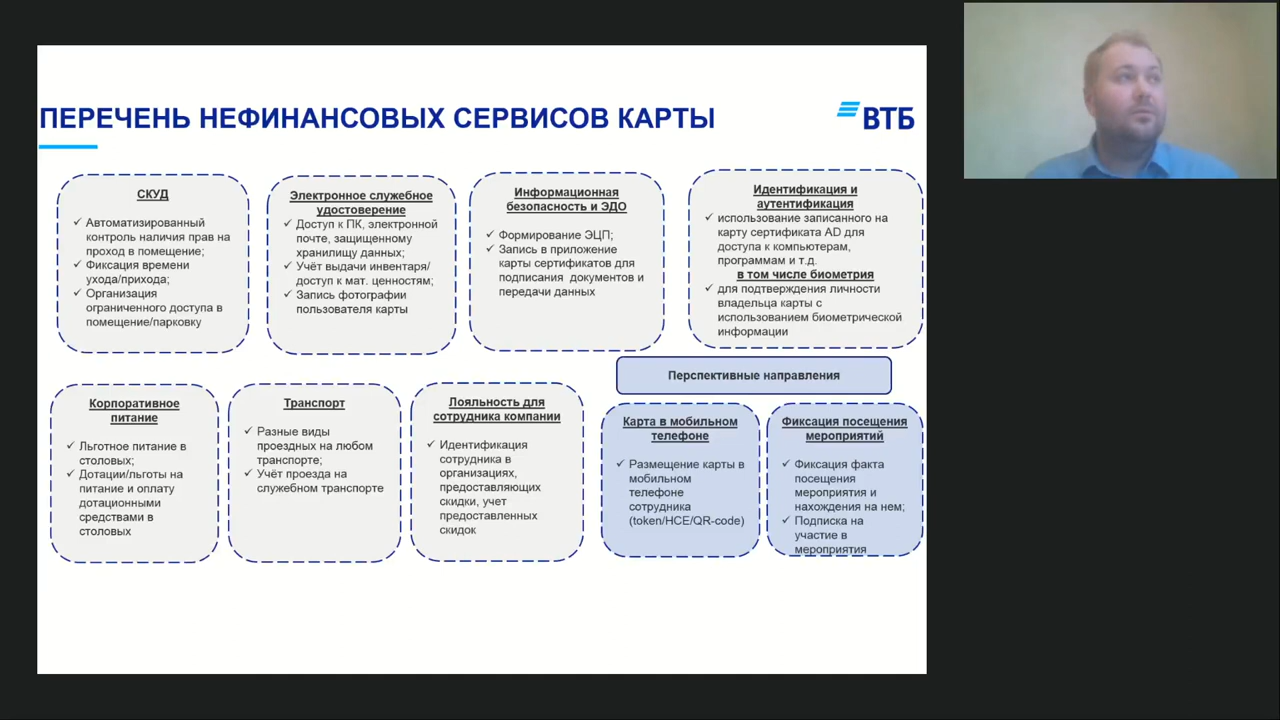 ПЕРЕЧЕНЬ НЕФИНАНСОВЫХ СЕРВИСОВ КАРТЫ
ВТБ
СКУД
✓ Автоматизированный
контроль наличия прав на
проход в помещение;
✓ Фиксация времени
ухода/прихода;
✓ Организация
ограниченного доступа в
помещение/парковку
Электронное служебное
удостоверение
✓ Доступ к ПК, электронной
почте, защищенному
хранилищу данных;
✓ Учёт выдачи инвентаря/
доступ к мат. ценностям;
✓ Запись фотографии
пользователя карты
Информационная
безопасность и ЭДО
✓ Формирование ЭЦП;
✓ Запись в приложение
карты сертификатов для
подписания документов и
передачи данных
Идентификация и
аутентификация
✓ использование записанного на
карту сертификата AD для
доступа к компьютерам,
программам и т.д.
в том числе биометрия
✓ для подтверждения личности
владельца карты с
использованием биометрической
информации
Корпоративное
питание
✓ Льготное питание в
столовых;
✓ Дотации/льготы на
питание и оплату
дотационными
средствами в
столовых
Транспорт
✓ Разные виды
проездных на любом
транспорте;
✓ Учёт проезда на
служебном транспорте
Лояльность для
сотрудника компании
✓ Идентификация
сотрудника в
организациях,
предоставляющих
скидки, учет
предоставленных
скидок
Перспективные направления
Карта в мобильном
телефоне
✓ Размещение карты в
мобильном
телефоне
сотрудника
(token/HCE/QR-code)
Фиксация посещения
мероприятий
✓ Фиксация факта
посещения
мероприятия и
нахождения на нем;
✓ Подписка на
участие в
мероприятия